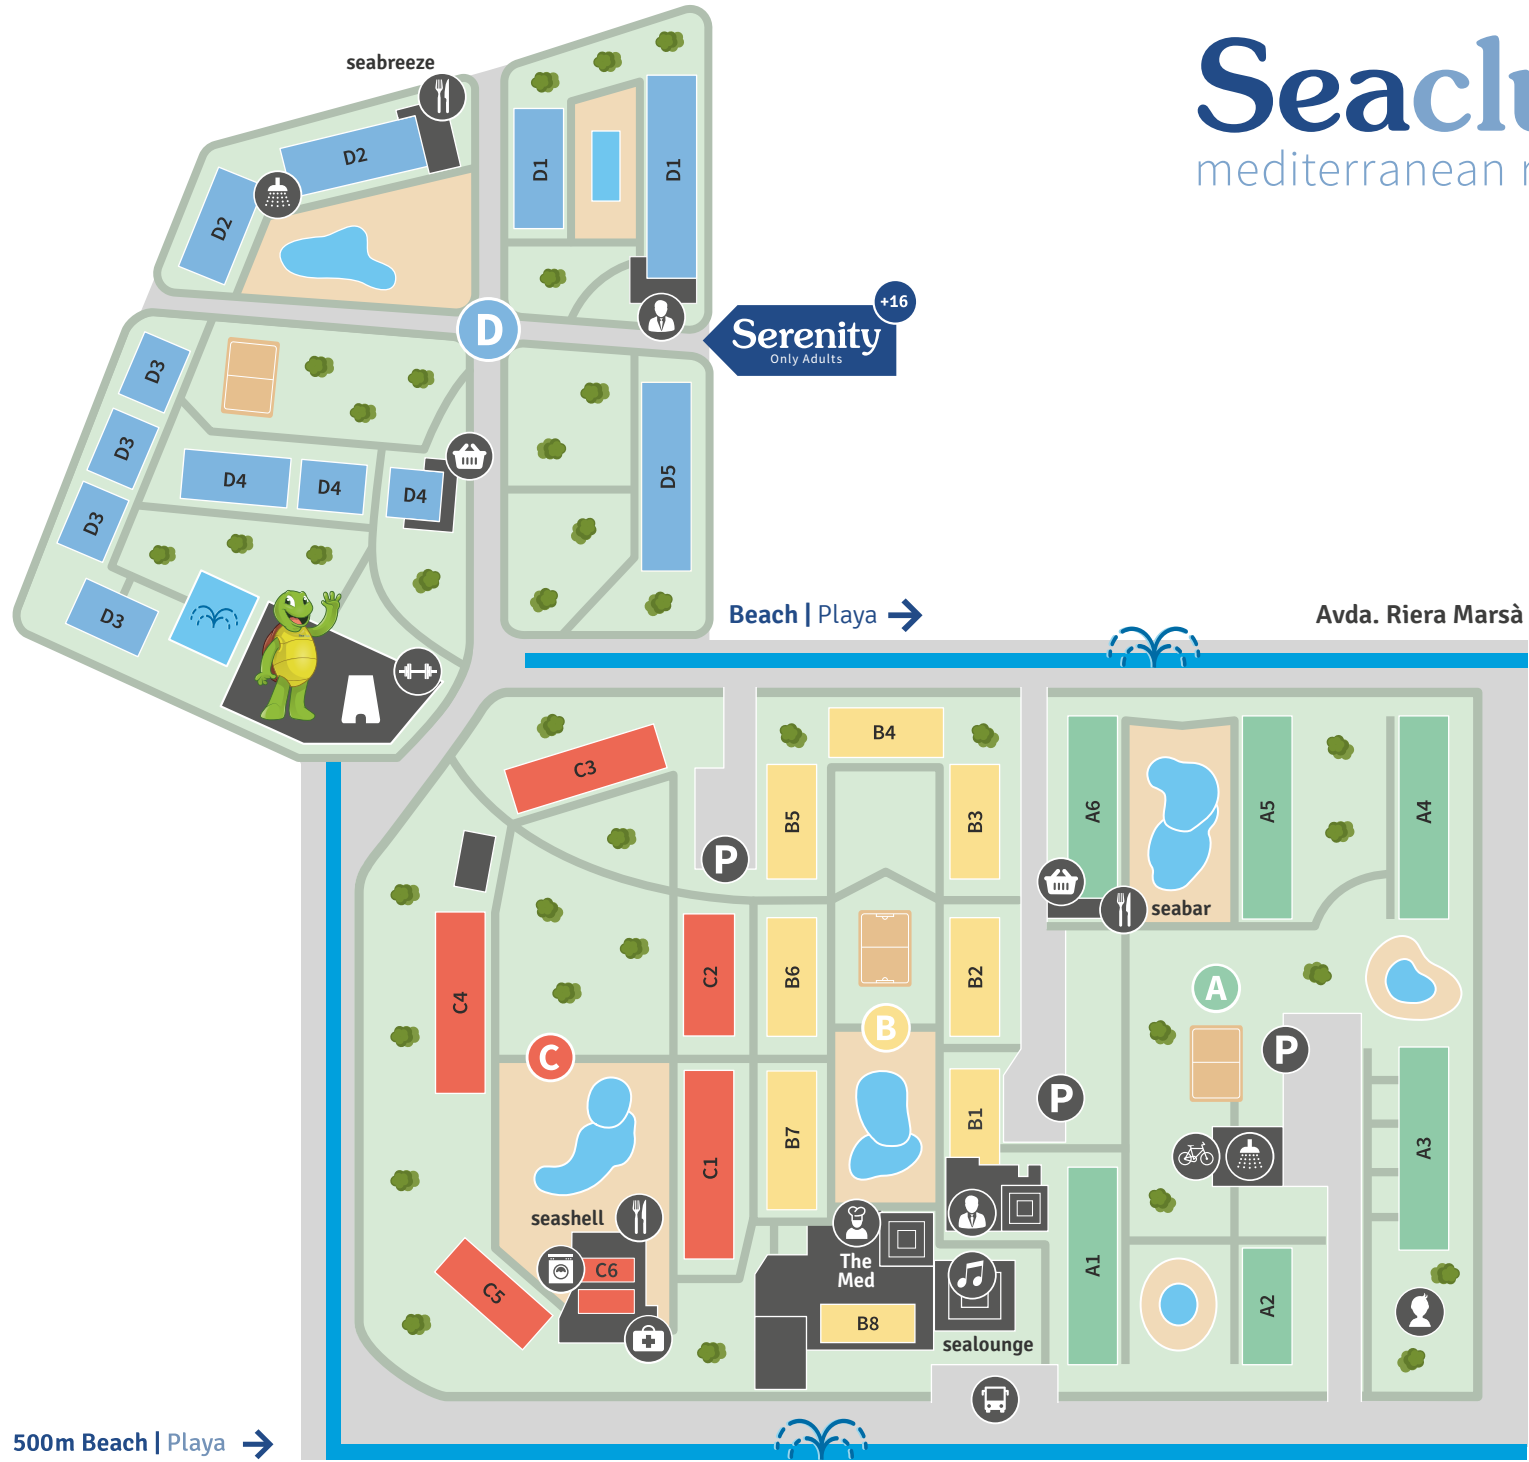 seabreeze
Seaclu
mediterranean r
D2
D2
D1
D1
+16
Serenity
Only Adults
D
D3
D3
D3
D3
D4
D4
D4
D5
Beach | Playa
Avda. Riera Marsà
C3
B4
B5
B3
A6
A5
A4
P
seabar
C4
C2
B6
B2
A
B
C
P
P
C1
B7
B1
A3
seashell
C6
C5
The
Med
B8
sealounge
A1
A2
500m Beach | Playa